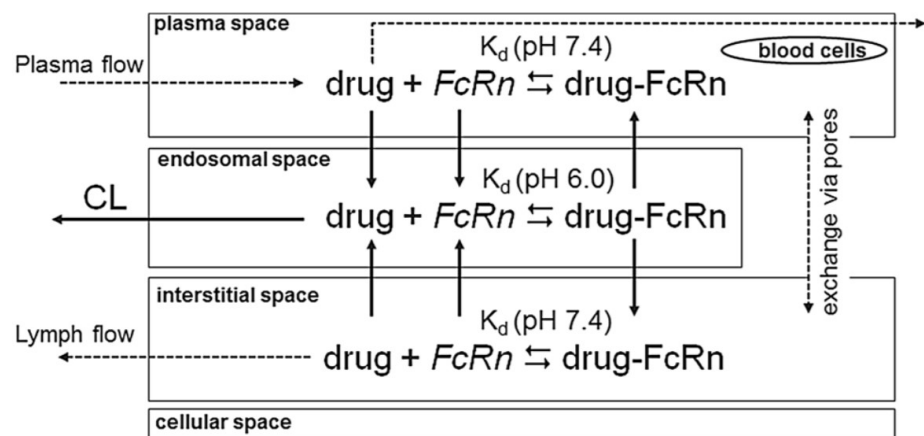 plasma space
K_d (pH 7.4)
blood cells
Plasma flow
drug + FcRn ⇆ drug-FcRn
endosomal space
K_d (pH 6.0)
CL
drug + FcRn ⇆ drug-FcRn
exchange via pores
interstitial space
K_d (pH 7.4)
Lymph flow
drug + FcRn ⇆ drug-FcRn
cellular space